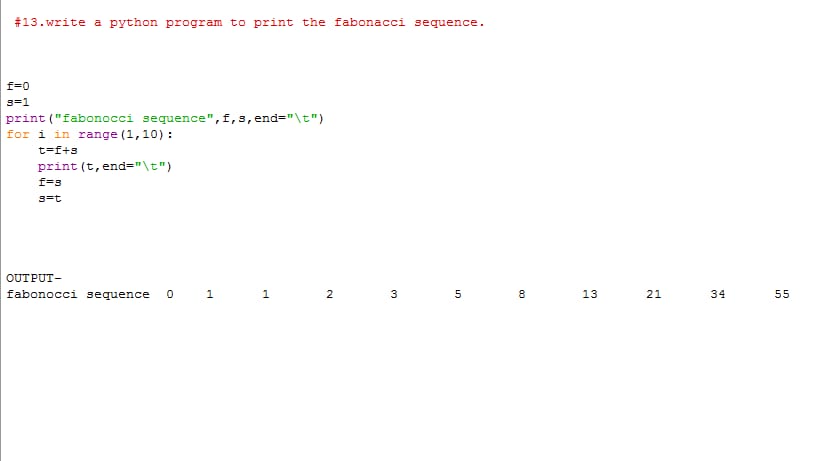 #13.write a python program to print the fabonacci sequence.
f=0
s=1
print("fabonocci sequence",f,s,end="\t")
for i in range(1,10):
    t=f+s
    print(t,end="\t")
    f=s
    s=t
OUTPUT-
fabonocci sequence 0 1 1 2 3 5 8 13 21 34 55